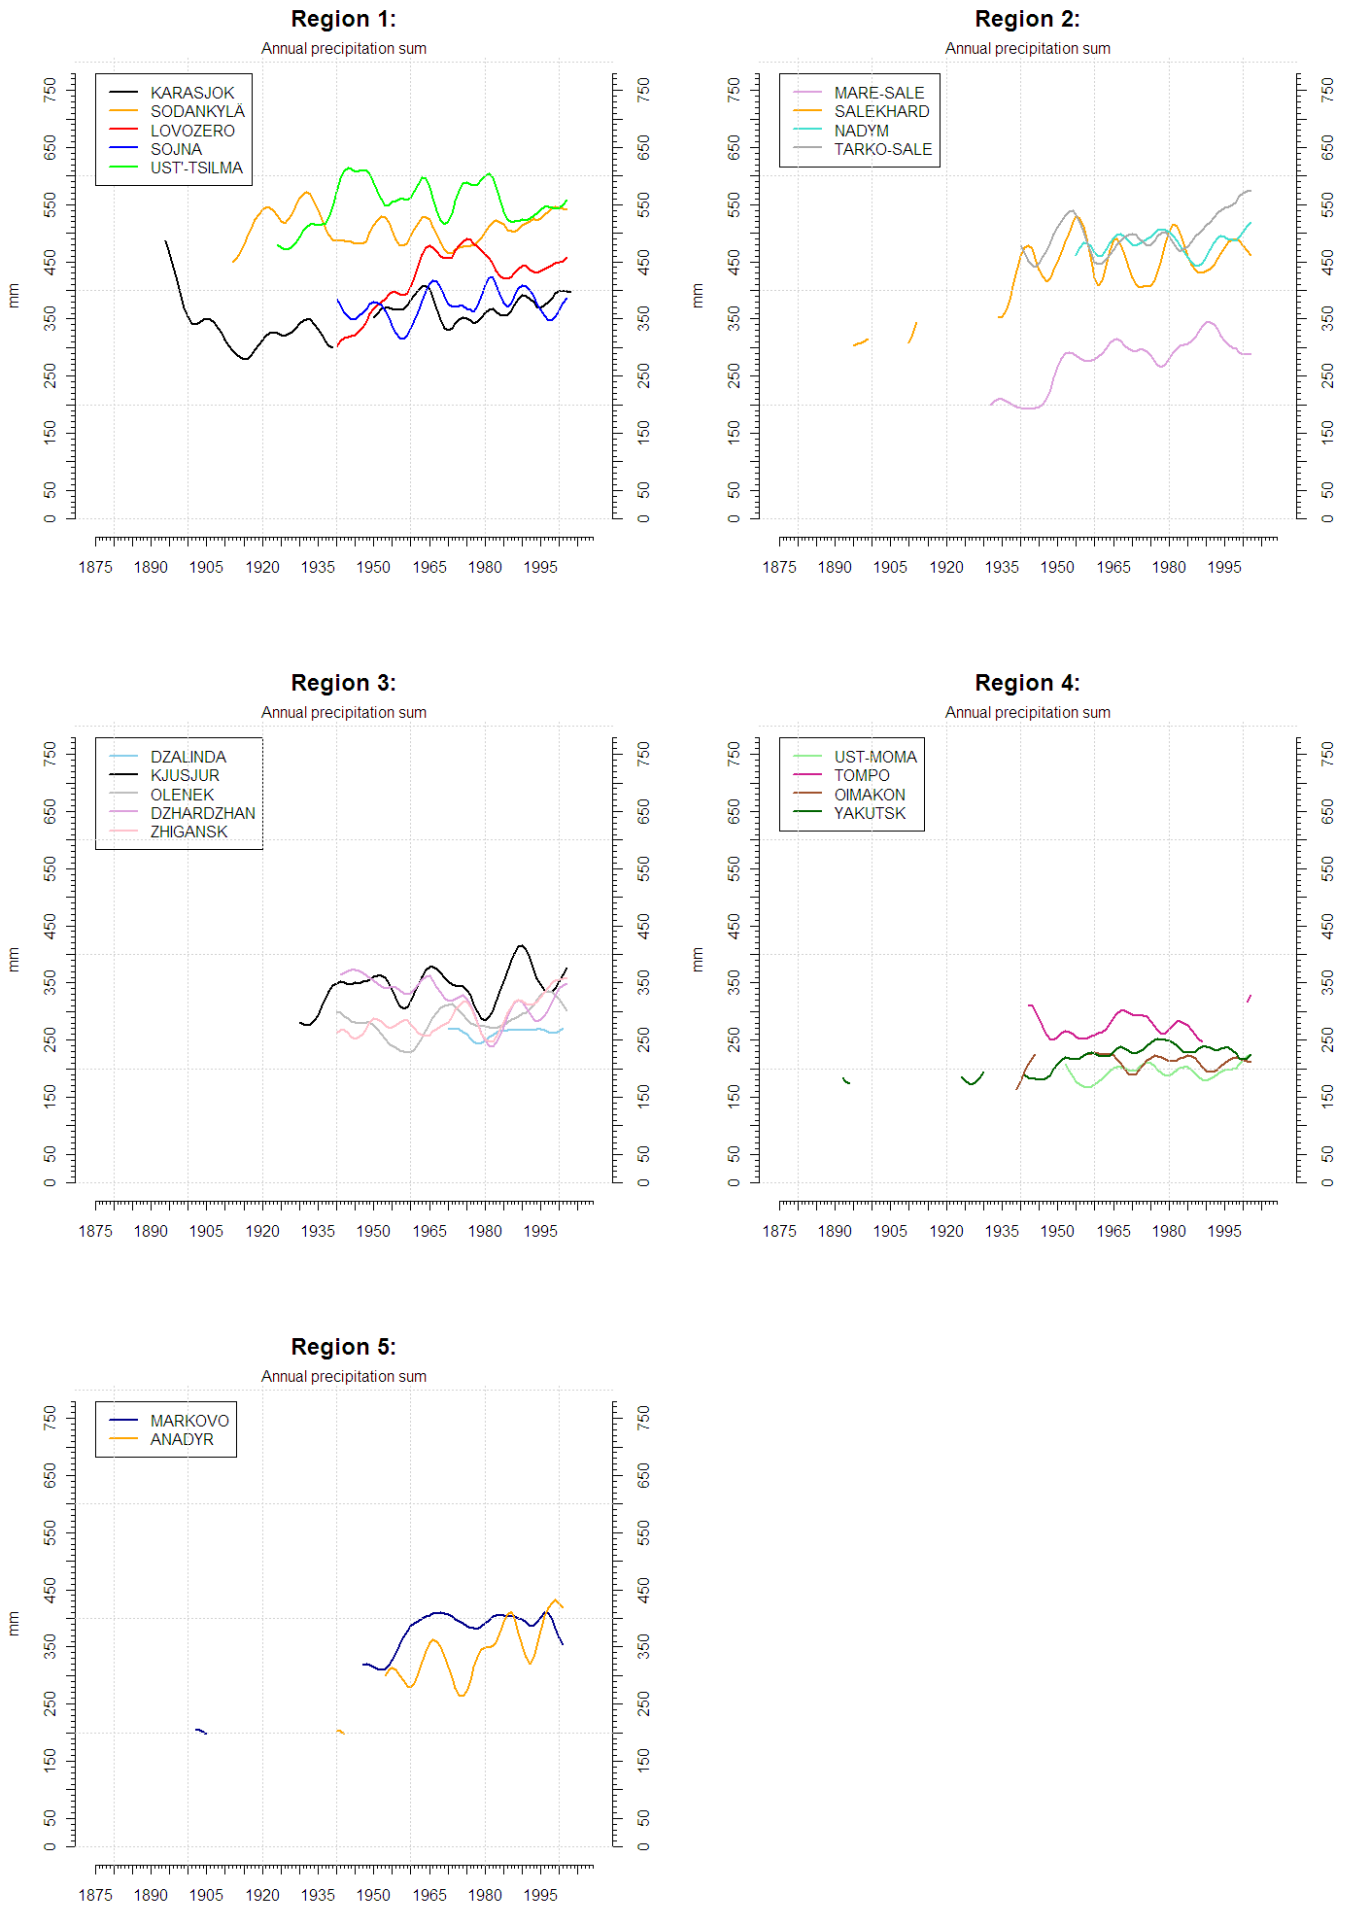 Region 1:
Annual precipitation sum
KARASJOK
SODANKYLÄ
LOVOZERO
SOJNA
UST'-TSILMA
mm
750
650
550
450
350
250
150
50
0
750
650
550
450
350
250
150
50
0
1875 1890 1905 1920 1935 1950 1965 1980 1995
Region 2:
Annual precipitation sum
MARE-SALE
SALEKHARD
NADYM
TARKO-SALE
mm
750
650
550
450
350
250
150
50
0
750
650
550
450
350
250
150
50
0
1875 1890 1905 1920 1935 1950 1965 1980 1995
Region 3:
Annual precipitation sum
DZALINDA
KJUSJUR
OLENEK
DZHARDZHAN
ZHIGANSK
mm
750
650
550
450
350
250
150
50
0
750
650
550
450
350
250
150
50
0
1875 1890 1905 1920 1935 1950 1965 1980 1995
Region 4:
Annual precipitation sum
UST-MOMA
TOMPO
OIMAKON
YAKUTSK
mm
750
650
550
450
350
250
150
50
0
750
650
550
450
350
250
150
50
0
1875 1890 1905 1920 1935 1950 1965 1980 1995
Region 5:
Annual precipitation sum
MARKOVO
ANADYR
mm
750
650
550
450
350
250
150
50
0
750
650
550
450
350
250
150
50
0
1875 1890 1905 1920 1935 1950 1965 1980 1995